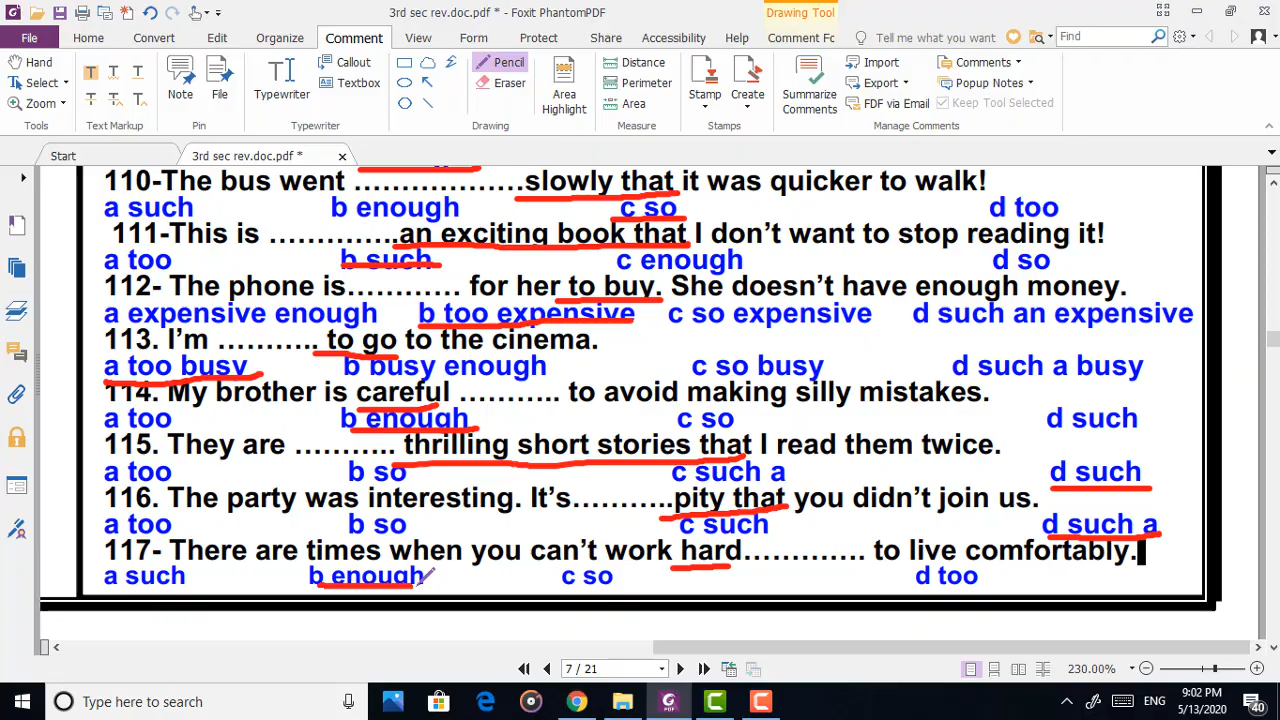 3rd sec rev.doc.pdf * - Foxit PhantomPDF
Drawing Tool
File Home Convert Edit Organize Comment View Form Protect Share Accessibility Help Comment Fc Tell me what you want... Find
Hand
Select
Zoom
Tools
Text Markup
Note
File
Pin
Typewriter
Callout
Textbox
Typewriter
Pencil
Eraser
Area Highlight
Drawing
Distance
Perimeter
Area
Measure
Stamp
Create
Stamps
Summarize Comments
Import
Export
FDF via Email
Comments
Popup Notes
Keep Tool Selected
Manage Comments
Start
3rd sec rev.doc.pdf *
110-The bus went ………………slowly that it was quicker to walk!
a such b enough c so d too
111-This is …………..an exciting book that I don’t want to stop reading it!
a too b such c enough d so
112- The phone is………… for her to buy. She doesn’t have enough money.
a expensive enough b too expensive c so expensive d such an expensive
113. I’m ……….. to go to the cinema.
a too busy b busy enough c so busy d such a busy
114. My brother is careful ……….. to avoid making silly mistakes.
a too b enough c so d such
115. They are ……….. thrilling short stories that I read them twice.
a too b so c such a d such
116. The party was interesting. It’s………..pity that you didn’t join us.
a too b so c such d such a
117- There are times when you can’t work hard…………. to live comfortably.
a such b enough c so d too
7 / 21
230.00%
Type here to search
ENG
9:02 PM
5/13/2020
40